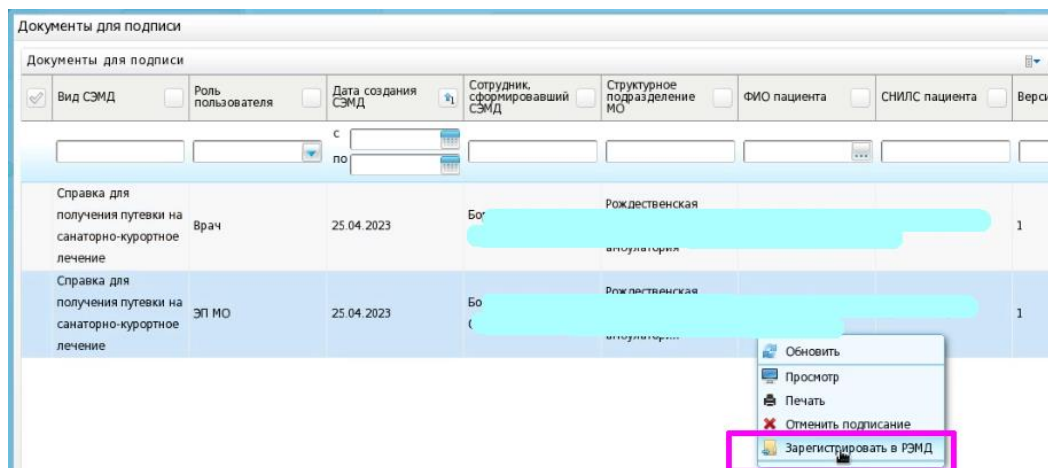 Документы для подписи
Документы для подписи
Вид СЭМД
Роль
пользователя
Дата создания
СЭМД
1
Сотрудник,
сформировавший
СЭМД
Структурное
подразделение
МО
ФИО пациента
СНИЛС пациента
с
по
...
Справка для
получения путевки на
санаторно-курортное
лечение
Врач
25.04.2023
Рождественская
амбулатория
1
Справка для
получения путевки на
санаторно-курортное
лечение
ЭП МО
25.04.2023
Рождественская
1
Обновить
Просмотр
Печать
Отменить подписание
Зарегистрировать в РЭМД